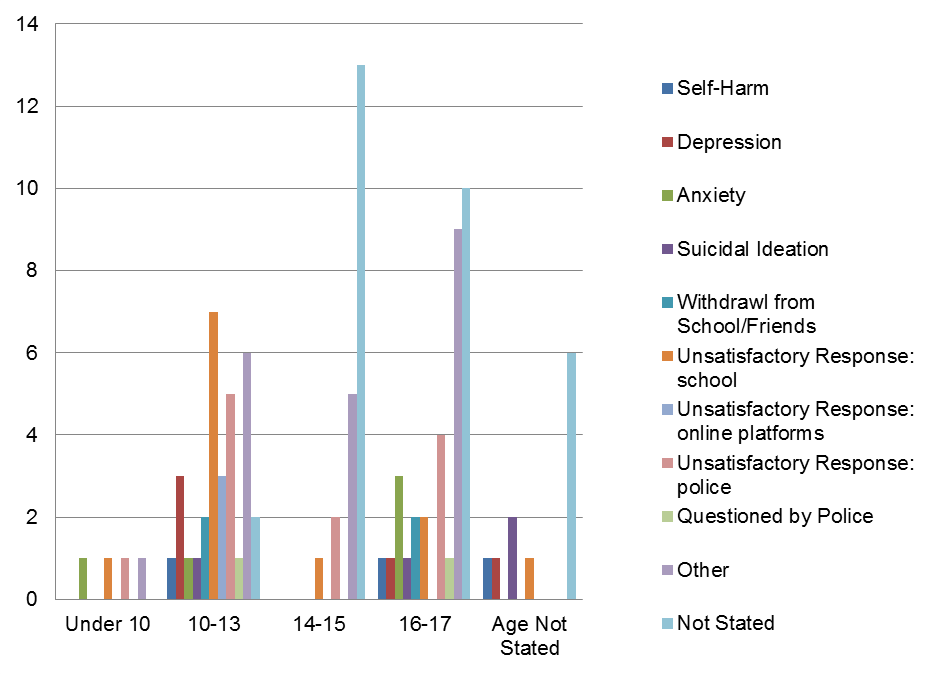 14
12
10
8
6
4
2
0
Under 10
10-13
14-15
16-17
Age Not
Stated
Self-Harm
Depression
Anxiety
Suicidal Ideation
Withdrawl from
School/Friends
Unsatisfactory Response:
school
Unsatisfactory Response:
online platforms
Unsatisfactory Response:
police
Questioned by Police
Other
Not Stated